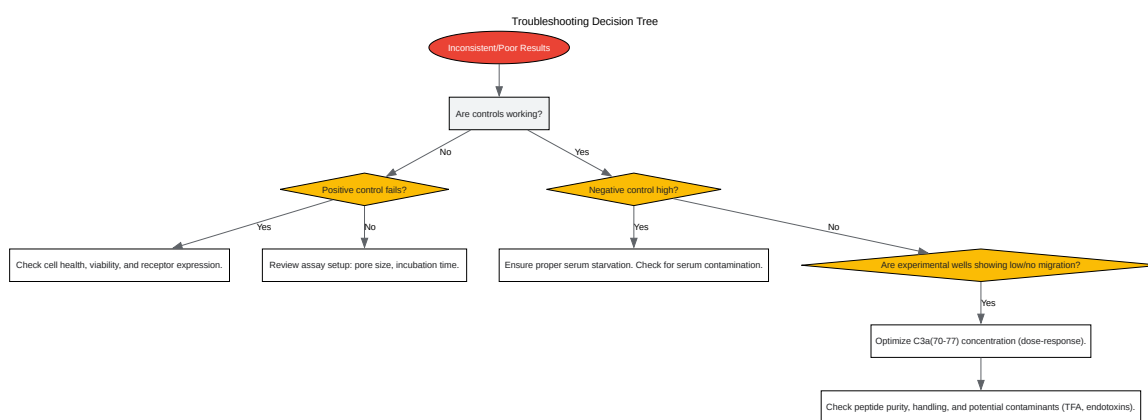 Troubleshooting Decision Tree
Inconsistent/Poor Results
Are controls working?
No
Yes
Positive control fails?
Negative control high?
Yes
No
Yes
No
Check cell health, viability, and receptor expression.
Review assay setup: pore size, incubation time.
Ensure proper serum starvation. Check for serum contamination.
Are experimental wells showing low/no migration?
Yes
Optimize C3a(70-77) concentration (dose-response).
Check peptide purity, handling, and potential contaminants (TFA, endotoxins).